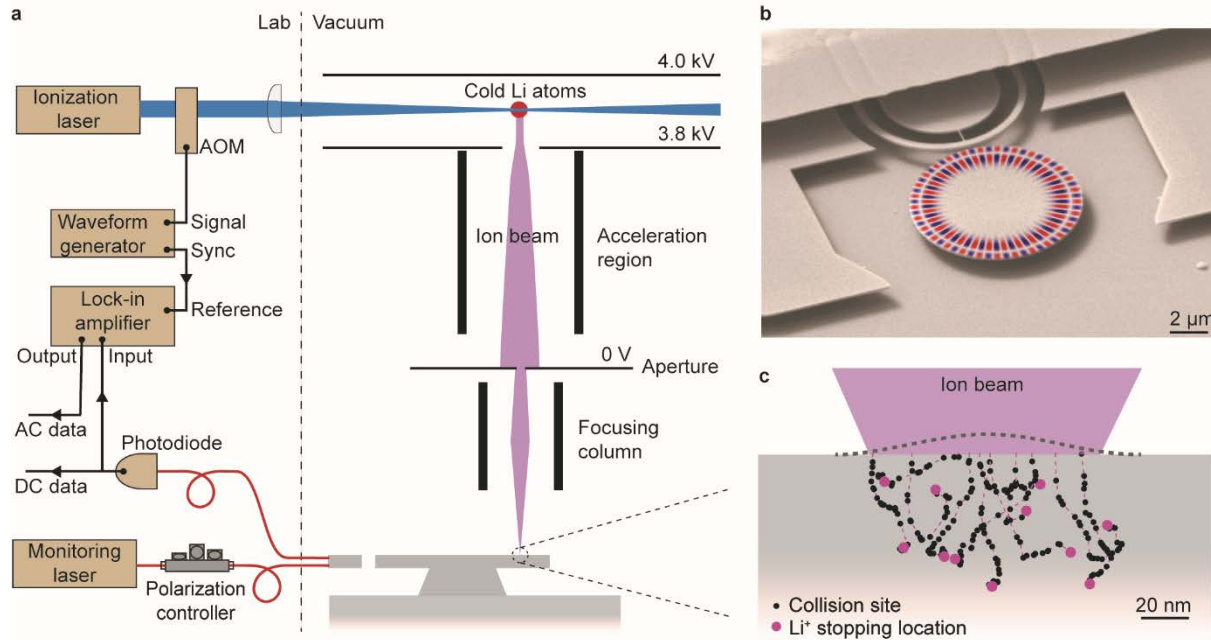 a
Lab
Vacuum
4.0 kV
Ionization
laser
Cold Li atoms
AOM
3.8 kV
Waveform
generator
Signal
Sync
Ion beam
Acceleration
region
Lock-in
amplifier
Reference
Output
Input
0 V
Aperture
AC data
Photodiode
DC data
Focusing
column
Monitoring
laser
Polarization
controller
b
2 µm
c
Ion beam
Collision site
Li⁺ stopping location
20 nm